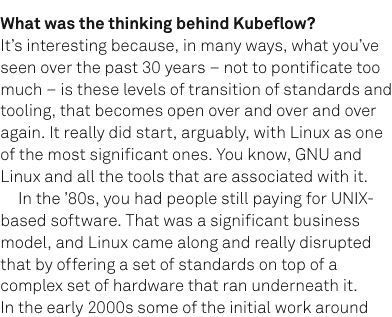 What was the thinking behind Kubeflow?
It’s interesting because, in many ways, what you’ve
seen over the past 30 years – not to pontificate too
much – is these levels of transition of standards and
tooling, that becomes open over and over and over
again. It really did start, arguably, with Linux as one
of the most significant ones. You know, GNU and
Linux and all the tools that are associated with it.
In the ’80s, you had people still paying for UNIX-
based software. That was a significant business
model, and Linux came along and really disrupted
that by offering a set of standards on top of a
complex set of hardware that ran underneath it.
In the early 2000s some of the initial work around